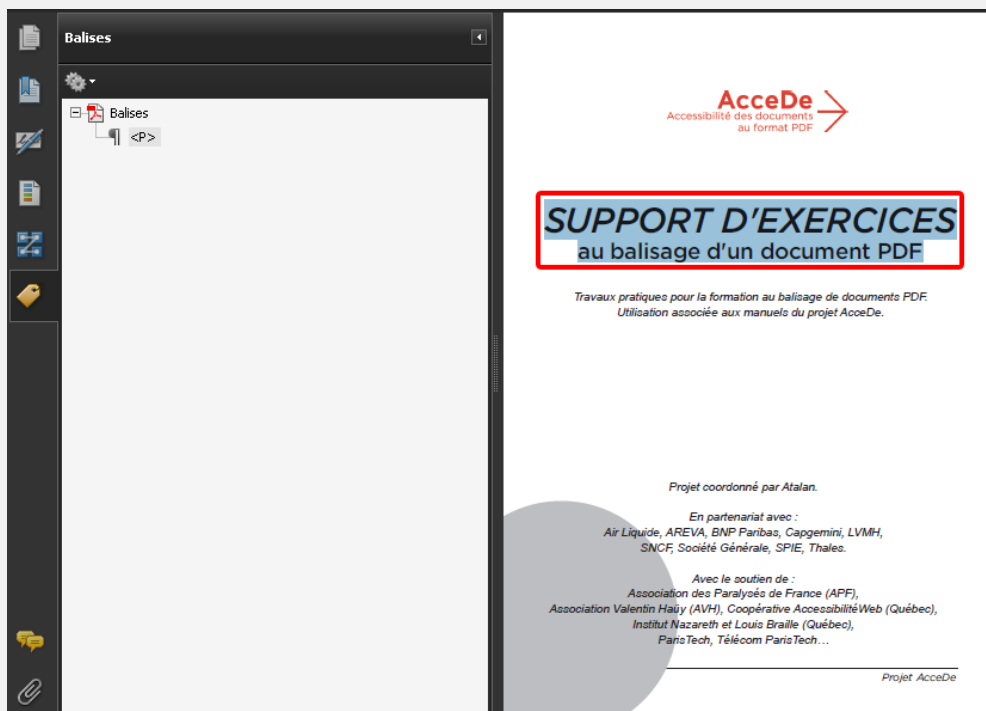 Balises
Balises
<P>
AcceDe
Accessibilité des documents
au format PDF
SUPPORT D'EXERCICES
au balisage d'un document PDF
Travaux pratiques pour la formation au balisage de documents PDF.
Utilisation associée aux manuels du projet AcceDe.
Projet coordonné par Atalan.
En partenariat avec :
Air Liquide, AREVA, BNP Paribas, Capgemini, LVMH,
SNCF, Société Générale, SPIE, Thales.
Avec le soutien de :
Association des Paralysés de France (APF),
Association Valentin Haüy (AVH), Coopérative AccessibilitéWeb (Québec),
Institut Nazareth et Louis Braille (Québec),
ParisTech, Télécom ParisTech…
Projet AcceDe